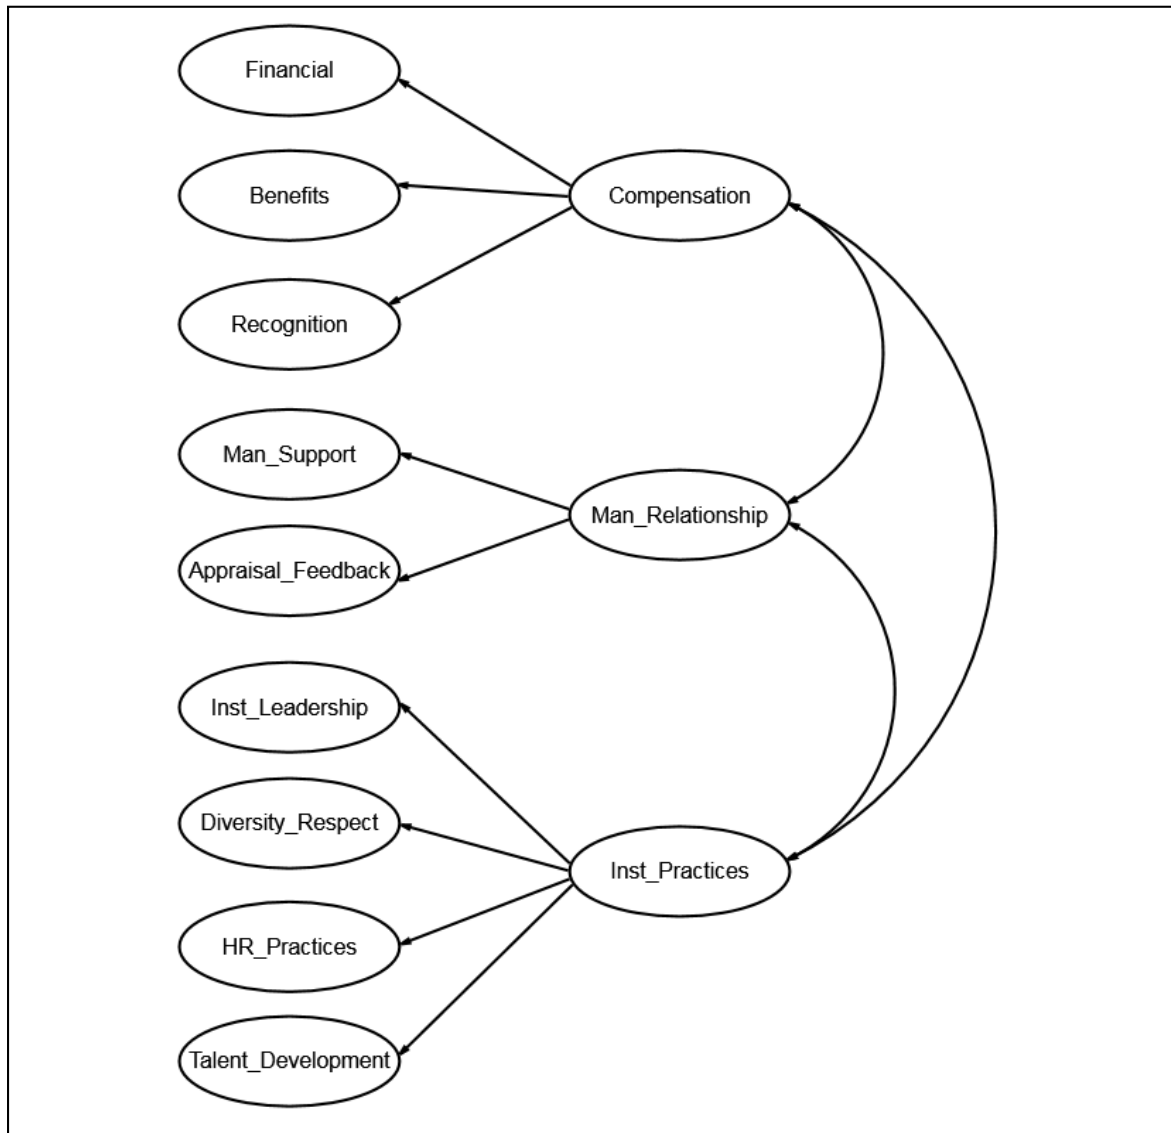 Financial
Benefits
Compensation
Recognition
Man_Support
Man_Relationship
Appraisal_Feedback
Inst_Leadership
Diversity_Respect
Inst_Practices
HR_Practices
Talent_Development